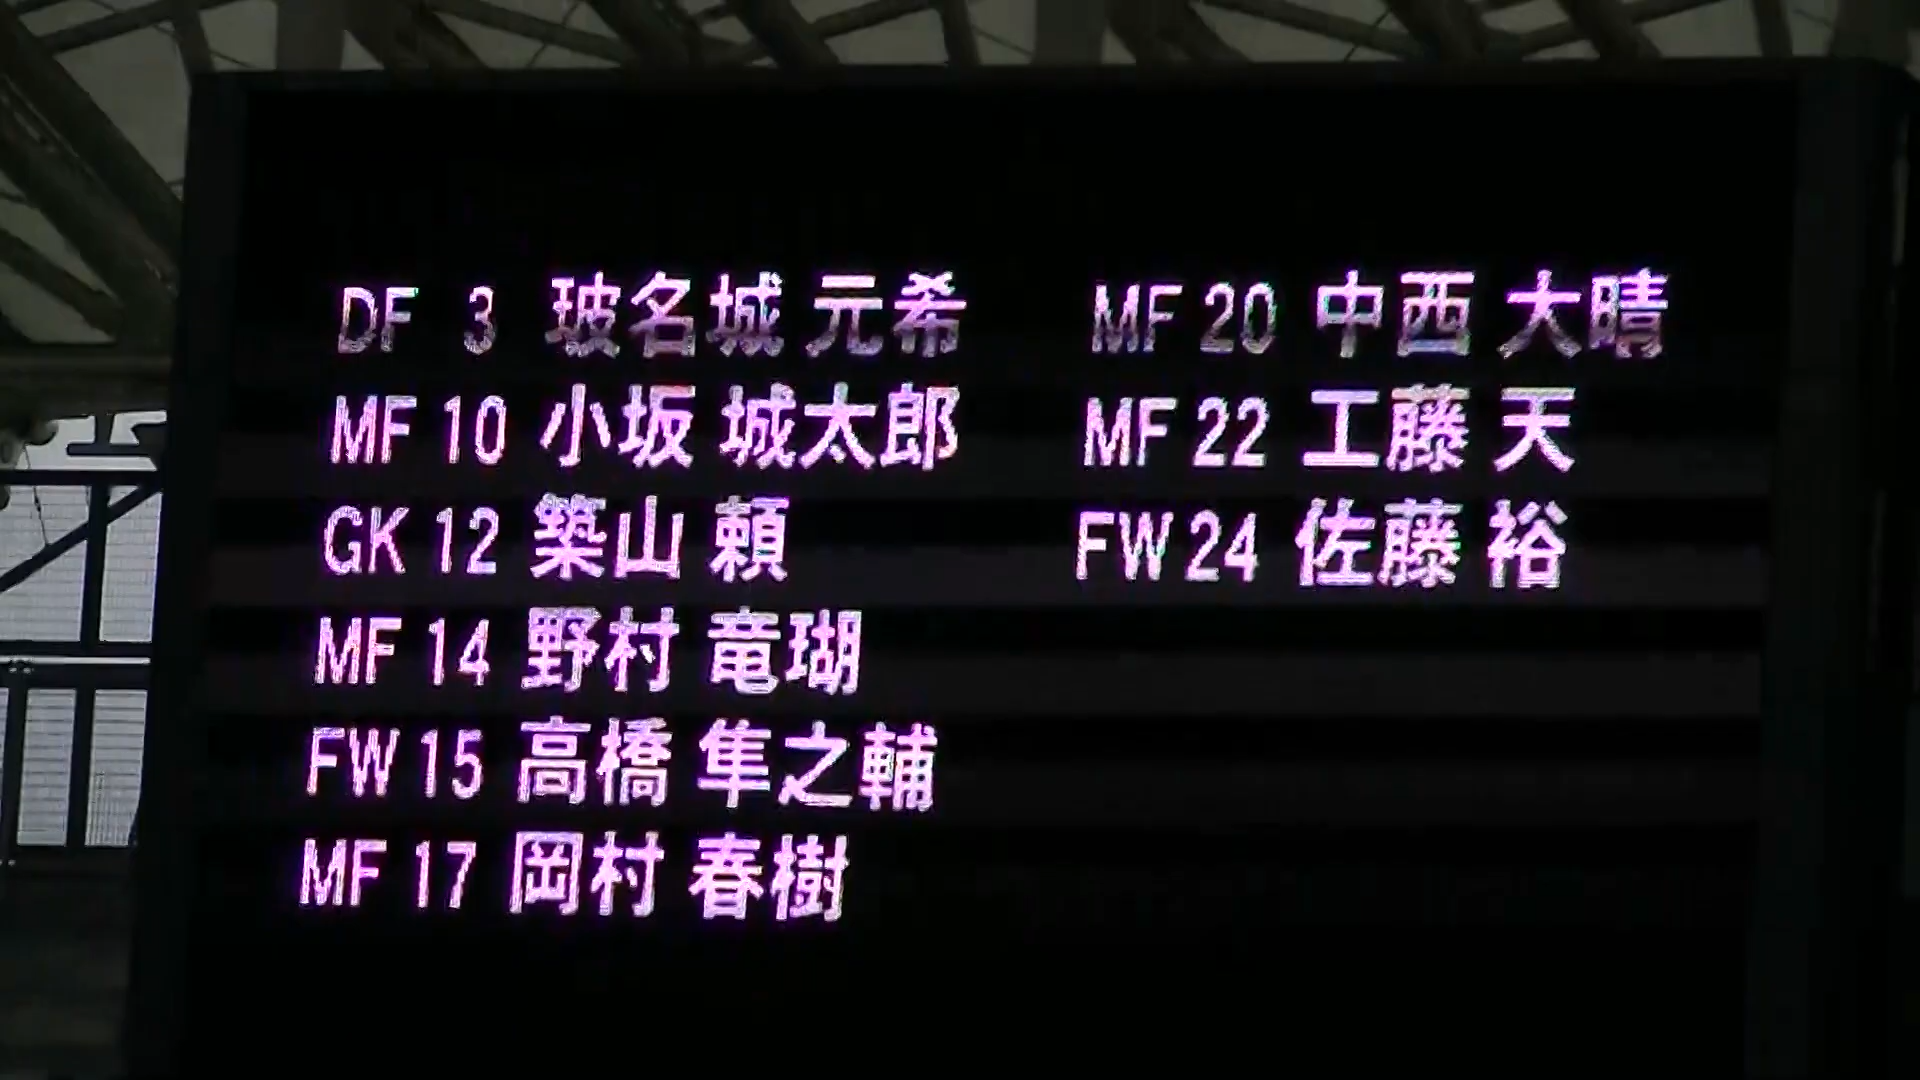 DF 3 玻名城 元希
MF 10 小坂 城太郎
GK 12 築山 頼
MF 14 野村 竜瑚
FW 15 高橋 隼之輔
MF 17 岡村 春樹
MF 20 中西 大晴
MF 22 工藤 天
FW 24 佐藤 裕